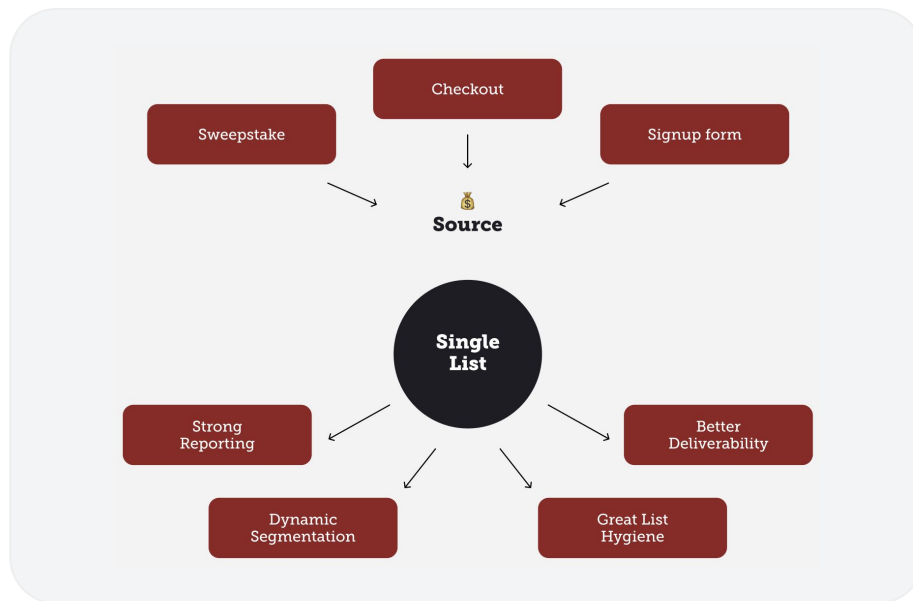 Checkout
Sweepstake
Signup form
Source
Single
List
Strong
Reporting
Better
Deliverability
Dynamic
Segmentation
Great List
Hygiene